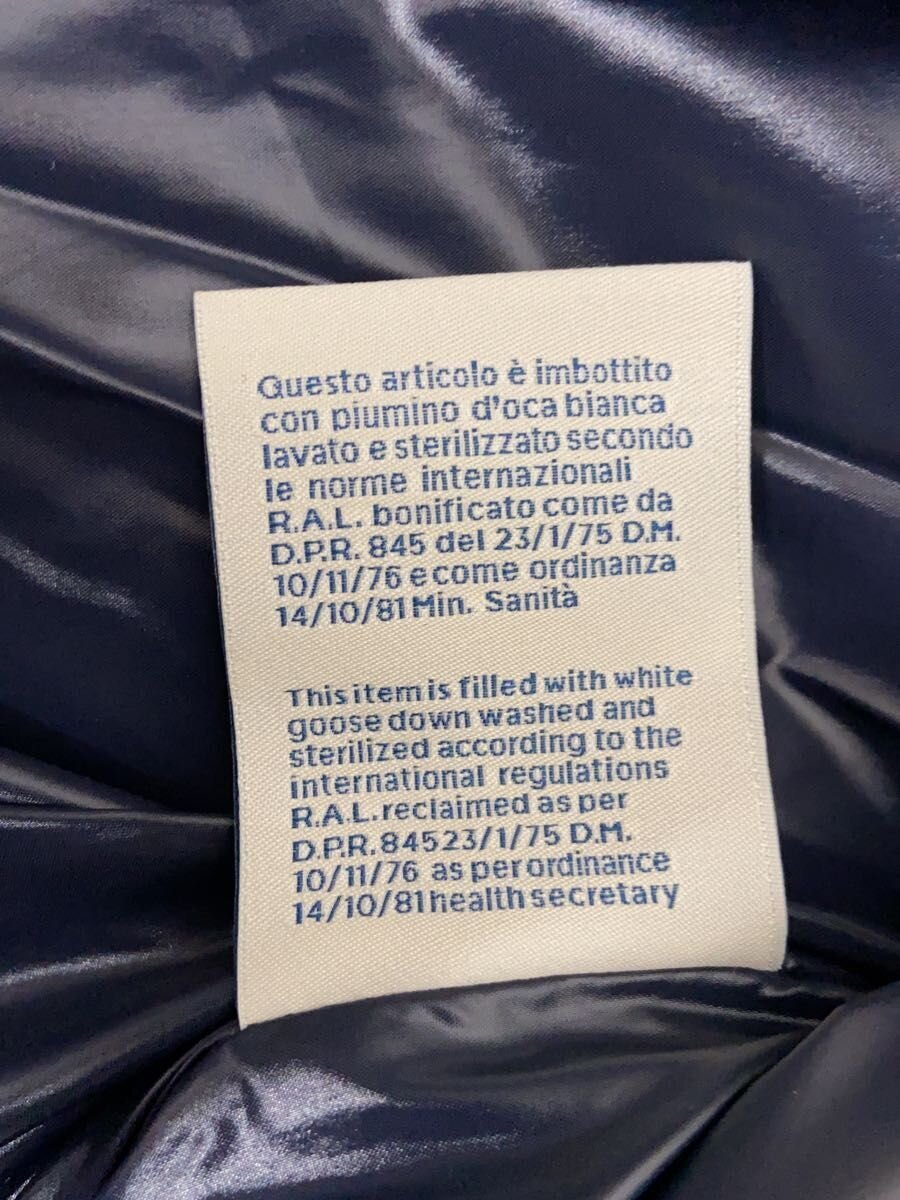 Questo articolo è imbottito
con piumino d'oca bianca
lavato e sterilizzato secondo
le norme internazionali
R.A.L. bonificato come da
D.P.R. 845 del 23/1/75 D.M.
10/11/76 e come ordinanza
14/10/81 Min. Sanità
This item is filled with white
goose down washed and
sterilized according to the
international regulations
R.A.L. reclaimed as per
D.P.R. 845 23/1/75 D.M.
10/11/76 as per ordinance
14/10/81 health secretary